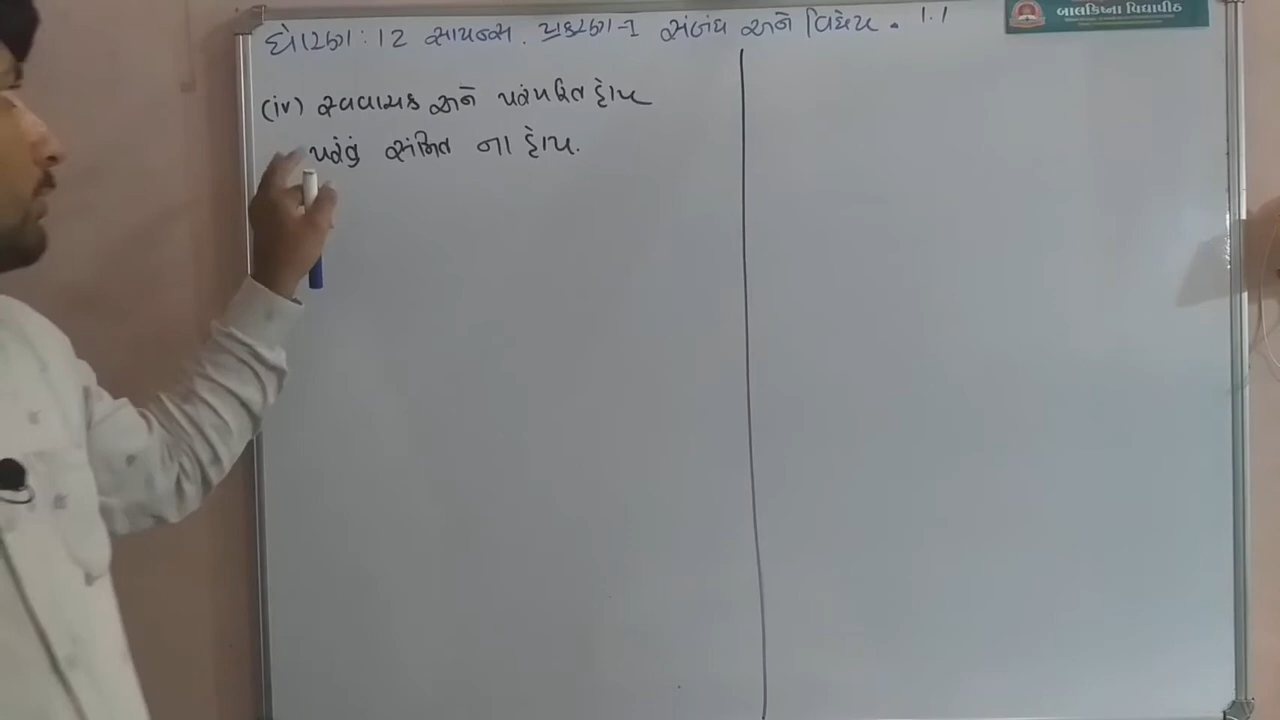 ધોરણ : 12 સાયન્સ. પ્રકરણ-1 સંબંધ અને વિધેય. 1.1
બાલક્રિષ્ના વિદ્યાપીઠ
(iv) સ્વવાચક અને પરંપરિત હોય
પરંતુ સંમિત ના હોય.